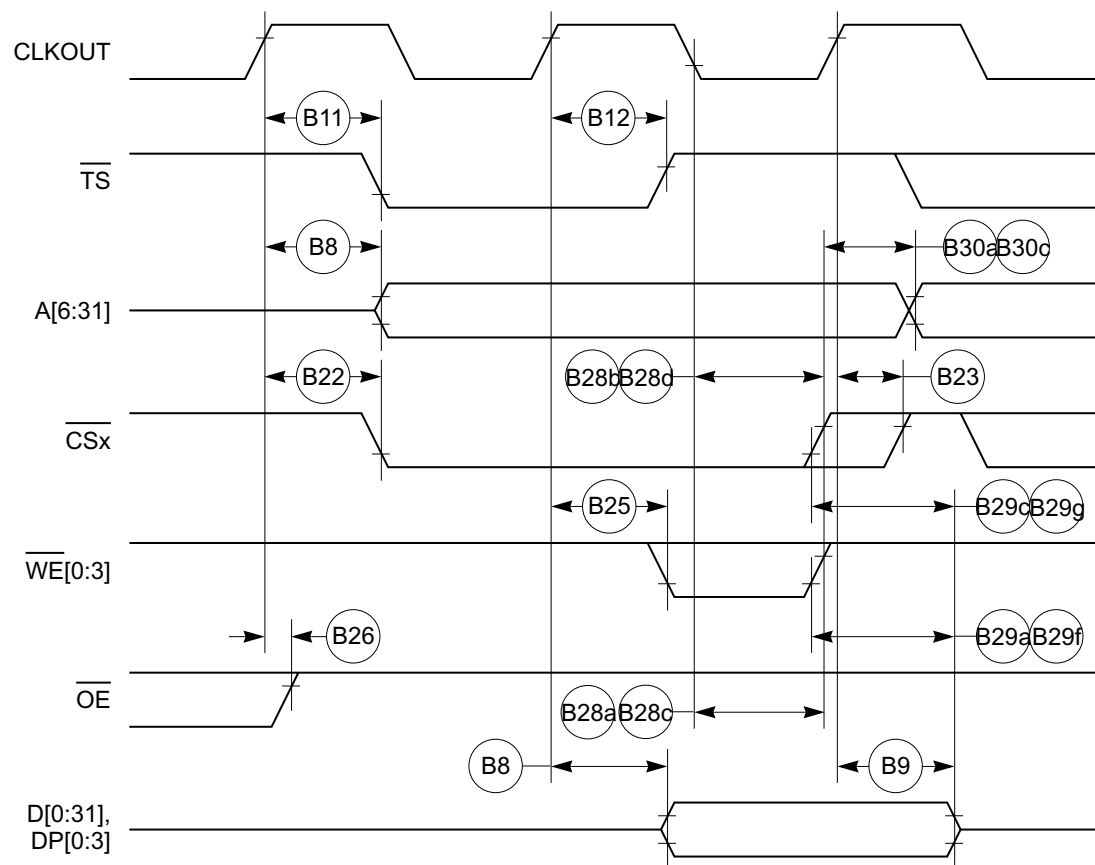 CLKOUT
B11
B12
TS
B8
B30a B30c
A[6:31]
B22
B28b B28d
B23
CSx
B25
B29c B29g
WE[0:3]
B26
B29a B29f
OE
B28a B28c
B8
B9
D[0:31],
DP[0:3]